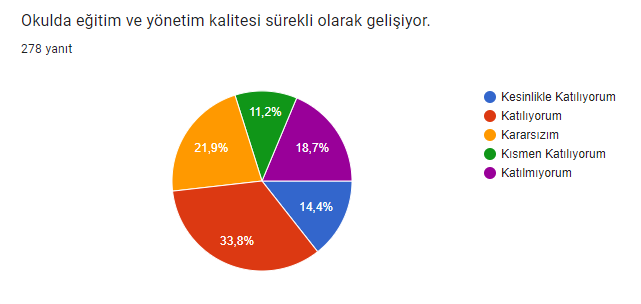 Okulda eğitim ve yönetim kalitesi sürekli olarak gelişiyor.
278 yanıt
11,2%
21,9%
18,7%
14,4%
33,8%
Kesinlikle Katılıyorum
Katılıyorum
Kararsızım
Kısmen Katılıyorum
Katılmıyorum